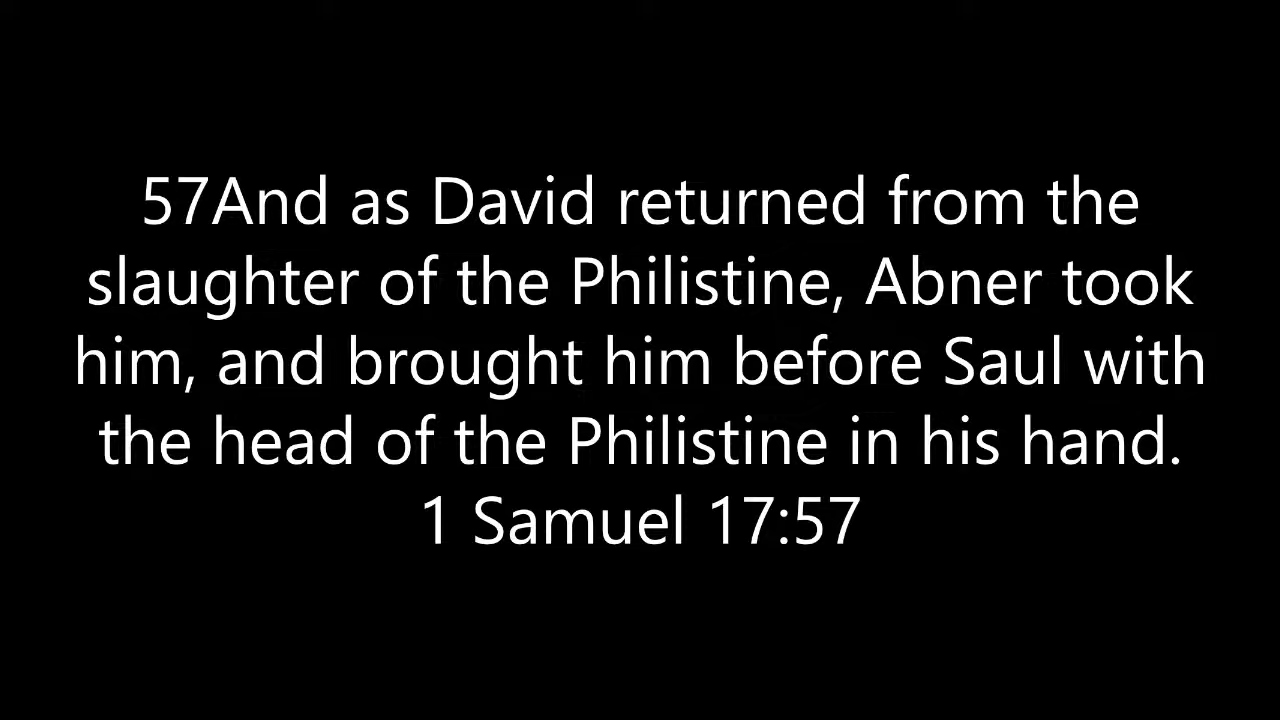 57And as David returned from the
slaughter of the Philistine, Abner took
him, and brought him before Saul with
the head of the Philistine in his hand.
1 Samuel 17:57